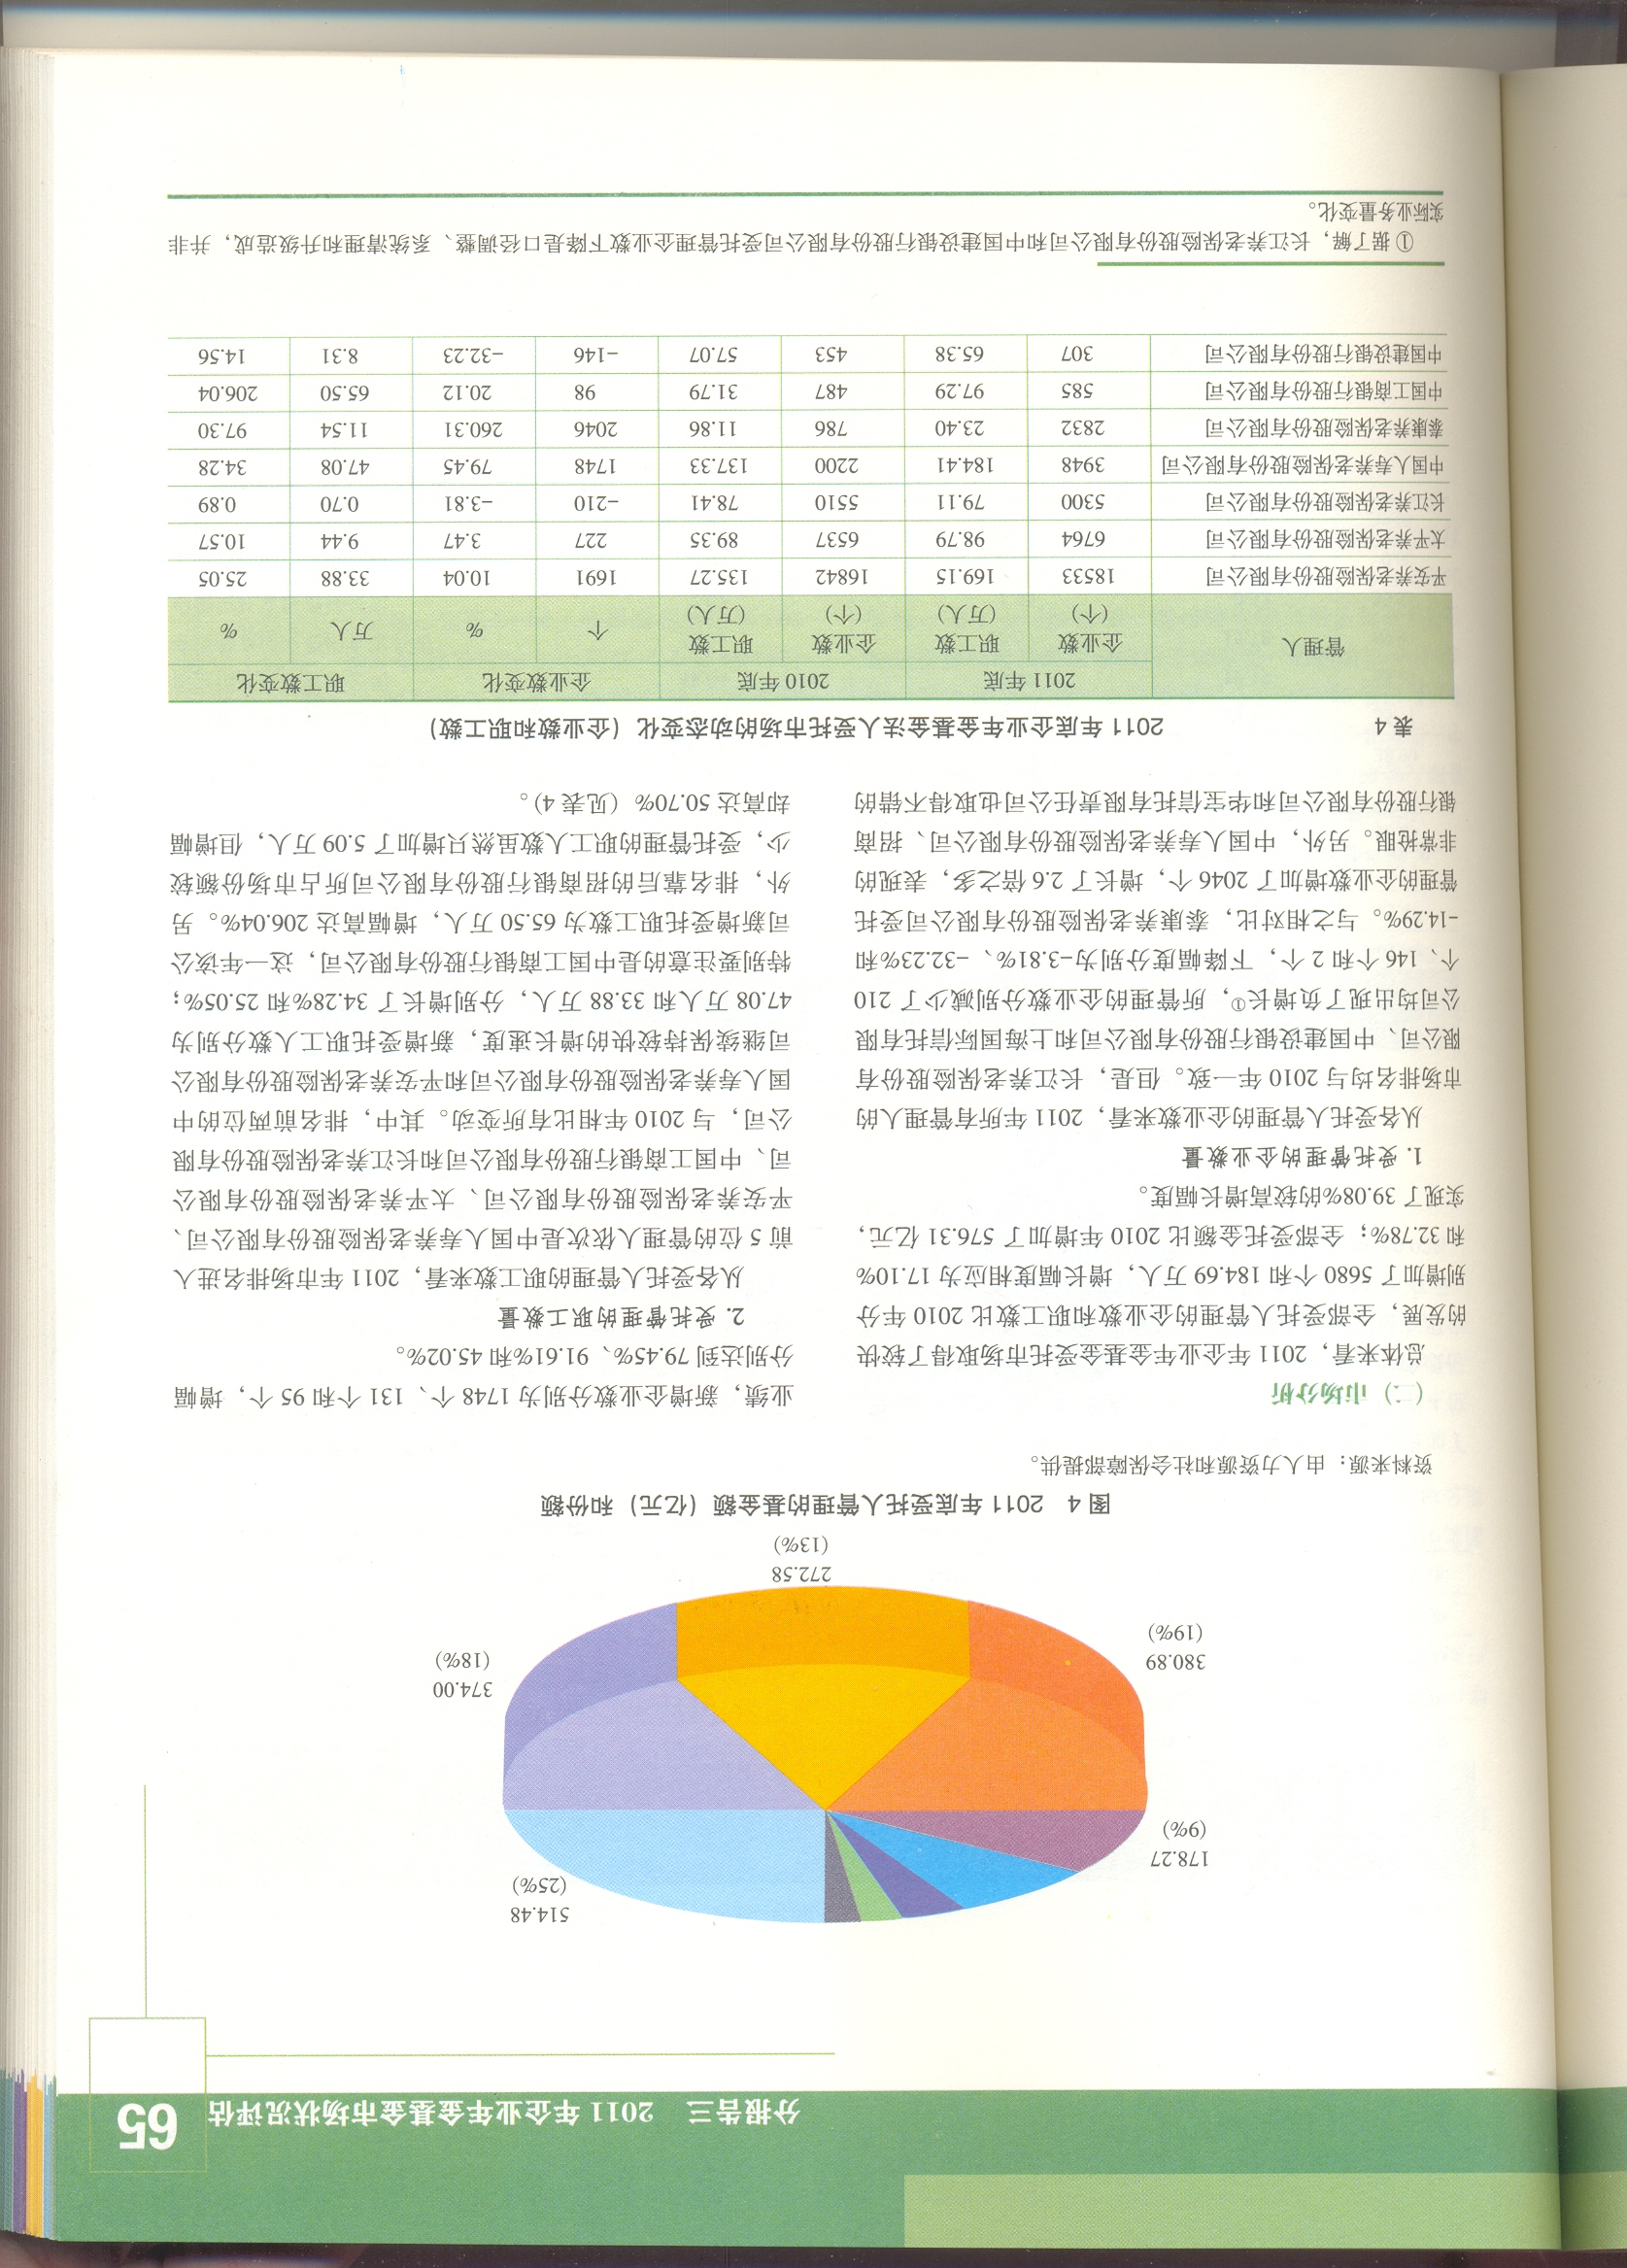 分报告三 2011 年企业年金基金市场状况评估
65
514.48
(25%)
178.27
(9%)
374.00
(18%)
380.89
(19%)
272.58
(13%)
图 4 2011 年底受托人管理的基金额（亿元）和份额
资料来源：由人力资源和社会保障部提供。
（二）市场分析
总体来看，2011 年企业年金基金受托市场取得了较快
的发展，全部受托人管理的企业数和职工数比 2010 年分
别增加了 5680 个和 184.69 万人，增长幅度相应为 17.10%
和 32.78%；全部受托金额比 2010 年增加了 576.31 亿元，
实现了 39.08%的较高增长幅度。
1. 受托管理的企业数量
从各受托人管理的企业数来看，2011 年所有管理人的
市场排名均与 2010 年一致。但是，长江养老保险股份有
限公司、中国建设银行股份有限公司和上海国际信托有限
公司均出现了负增长①，所管理的企业数分别减少了 210
个、146 个和 2 个，下降幅度分别为-3.81%、-32.23%和
-14.29%。与之相对比，泰康养老保险股份有限公司受托
管理的企业数增加了 2046 个，增长了 2.6 倍之多，表现的
非常抢眼。另外，中国人寿养老保险股份有限公司、招商
银行股份有限公司和华宝信托有限责任公司也取得不错的
业绩，新增企业数分别为 1748 个、131 个和 95 个，增幅
分别达到 79.45%、91.61%和 45.02%。
2. 受托管理的职工数量
从各受托人管理的职工数来看，2011 年市场排名进入
前 5 位的管理人依次是中国人寿养老保险股份有限公司、
平安养老保险股份有限公司、太平养老保险股份有限公
司、中国工商银行股份有限公司和长江养老保险股份有限
公司，与 2010 年相比有所变动。其中，排名前两位的中
国人寿养老保险股份有限公司和平安养老保险股份有限公
司继续保持较快的增长速度，新增受托职工人数分别为
47.08 万人和 33.88 万人，分别增长了 34.28%和 25.05%；
特别要注意的是中国工商银行股份有限公司，这一年该公
司新增受托职工数为 65.50 万人，增幅高达 206.04%。另
外，排名靠后的招商银行股份有限公司所占市场份额较
少，受托管理的职工人数虽然只增加了 5.09 万人，但增幅
却高达 50.70%（见表 4）。
表 4 2011 年底企业年金基金法人受托市场的动态变化（企业数和职工数）
管理人 2011 年底 2010 年底 企业数变化 职工数变化
企业数（个） 职工数（万人） 企业数（个） 职工数（万人） 个 % 万人 %
平安养老保险股份有限公司 18533 169.15 16842 135.27 1691 10.04 33.88 25.05
太平养老保险股份有限公司 6764 98.79 6537 89.35 227 3.47 9.44 10.57
长江养老保险股份有限公司 5300 79.11 5510 78.41 -210 -3.81 0.70 0.89
中国人寿养老保险股份有限公司 3948 184.41 2200 137.33 1748 79.45 47.08 34.28
泰康养老保险股份有限公司 2832 23.40 786 11.86 2046 260.31 11.54 97.30
中国工商银行股份有限公司 585 97.29 487 31.79 98 20.12 65.50 206.04
中国建设银行股份有限公司 307 65.38 453 57.07 -146 -32.23 8.31 14.56
① 据了解，长江养老保险股份有限公司和中国建设银行股份有限公司受托管理企业数下降是口径调整、系统清理和升级造成，并非
实际业务量变化。